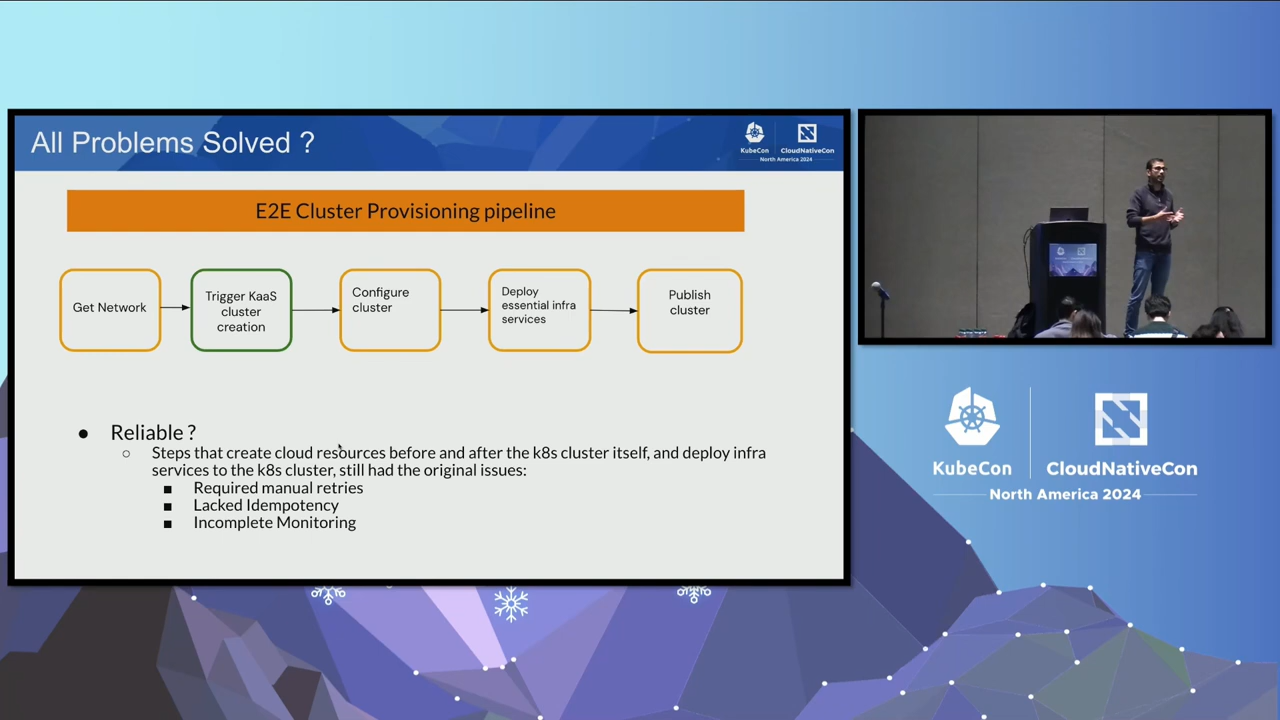 All Problems Solved ?
KubeCon
CloudNativeCon
North America 2024
E2E Cluster Provisioning pipeline
Get Network
Trigger KaaS
cluster
creation
Configure
cluster
Deploy
essential infra
services
Publish
cluster
● Reliable ?
○ Steps that create cloud resources before and after the k8s cluster itself, and deploy infra
services to the k8s cluster, still had the original issues:
■ Required manual retries
■ Lacked Idempotency
■ Incomplete Monitoring
KubeCon
CloudNativeCon
North America 2024